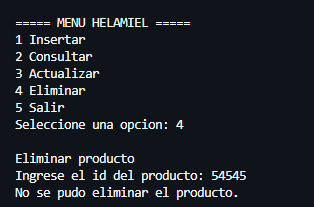 ===== MENU HELAMIEL =====
1 Insertar
2 Consultar
3 Actualizar
4 Eliminar
5 Salir
Seleccione una opcion: 4
Eliminar producto
Ingrese el id del producto: 54545
No se pudo eliminar el producto.